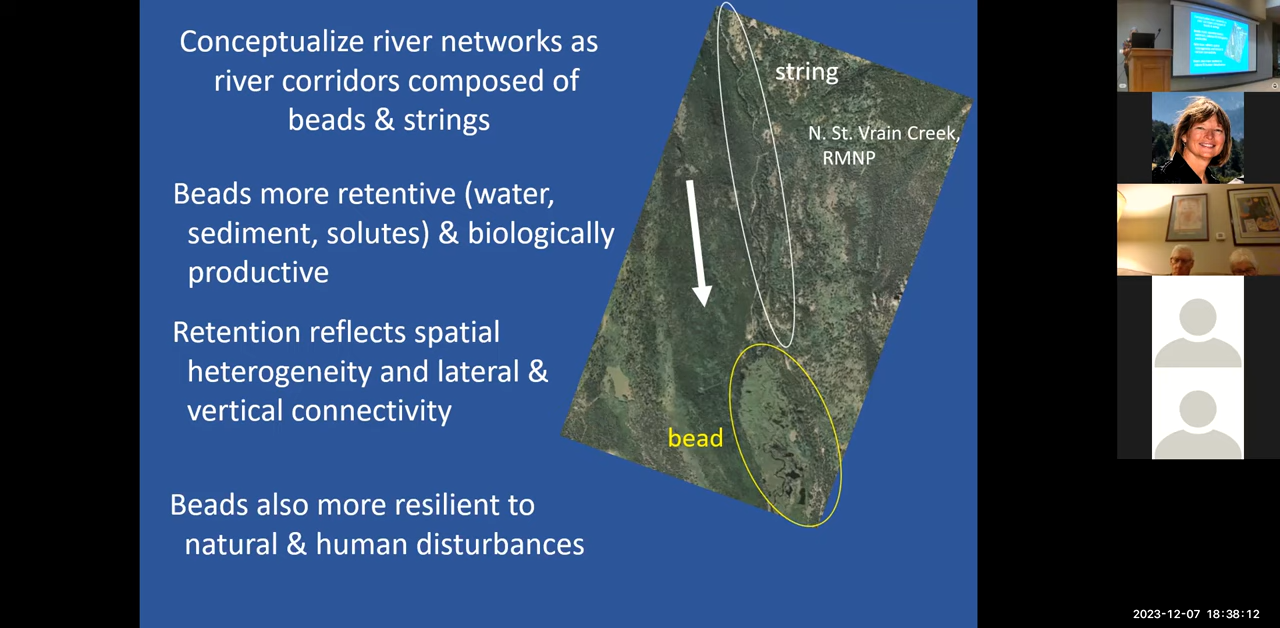 Conceptualize river networks as
river corridors composed of
beads & strings
Beads more retentive (water,
sediment, solutes) & biologically
productive
Retention reflects spatial
heterogeneity and lateral &
vertical connectivity
Beads also more resilient to
natural & human disturbances
string
N. St. Vrain Creek,
RMNP
bead
2023-12-07 18:38:12